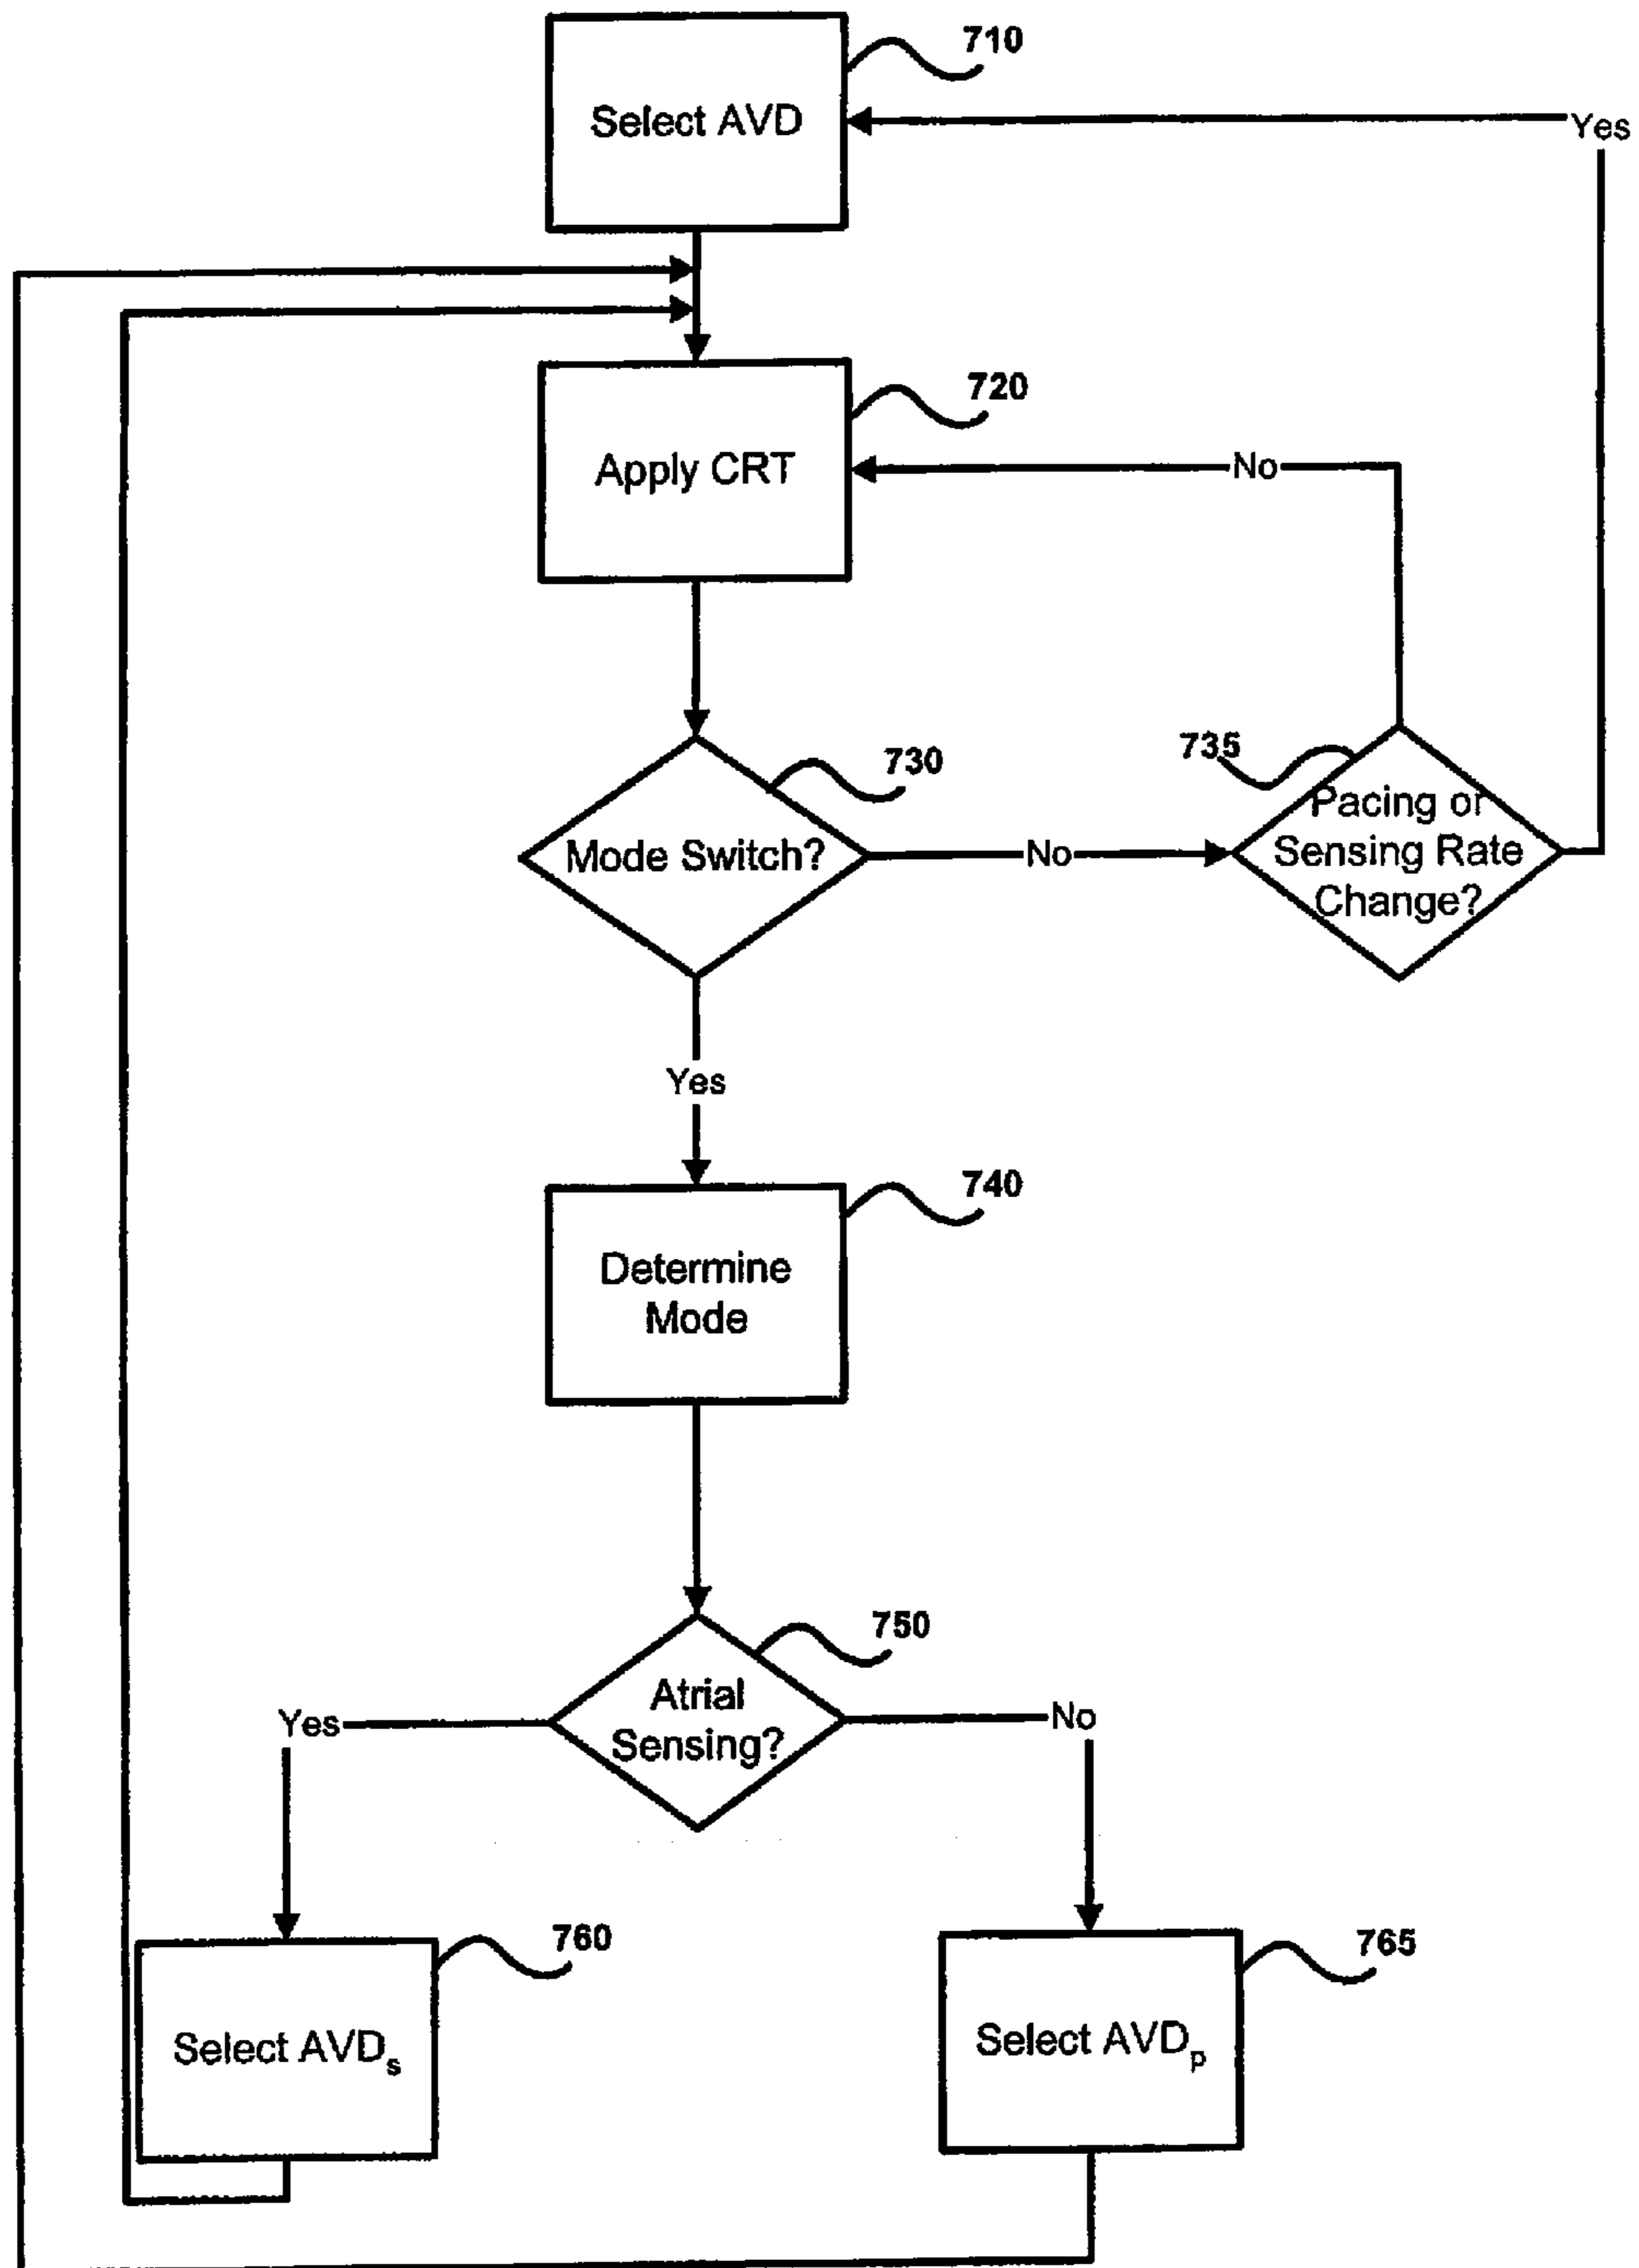 710
Select AVD
Yes
720
Apply CRT
No
730
735
Mode Switch?
No
Pacing or
Sensing Rate
Change?
Yes
740
Determine
Mode
750
Atrial
Sensing?
Yes
No
760
765
Select AVDs
Select AVDp